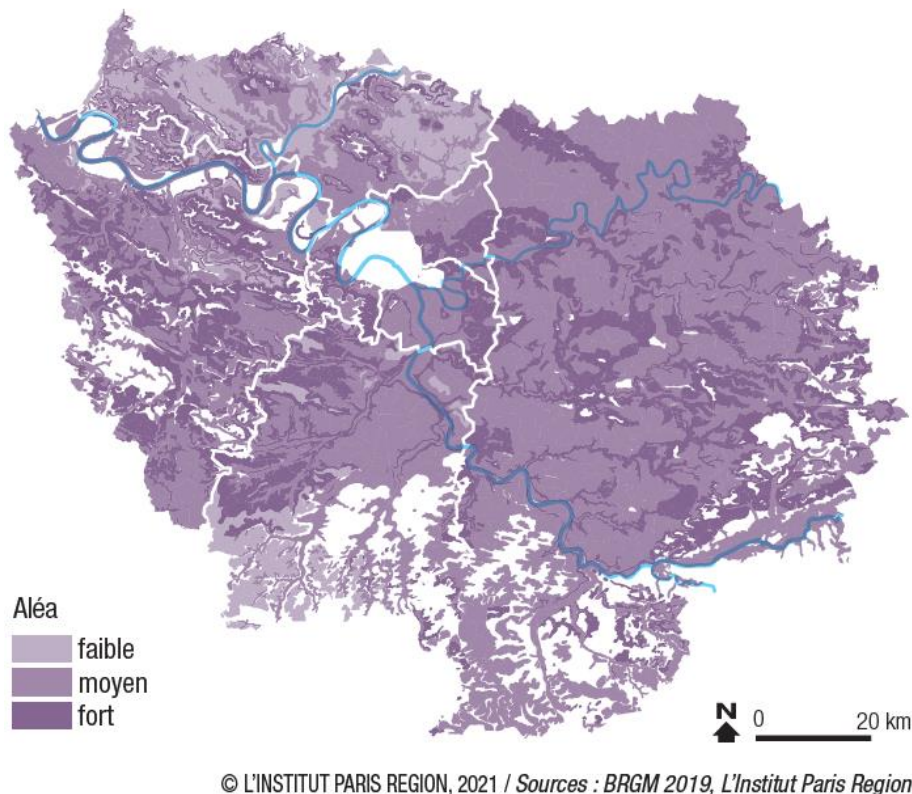 Aléa
faible
moyen
fort
N
0 20 km
© L'INSTITUT PARIS REGION, 2021 / Sources : BRGM 2019, L'Institut Paris Region